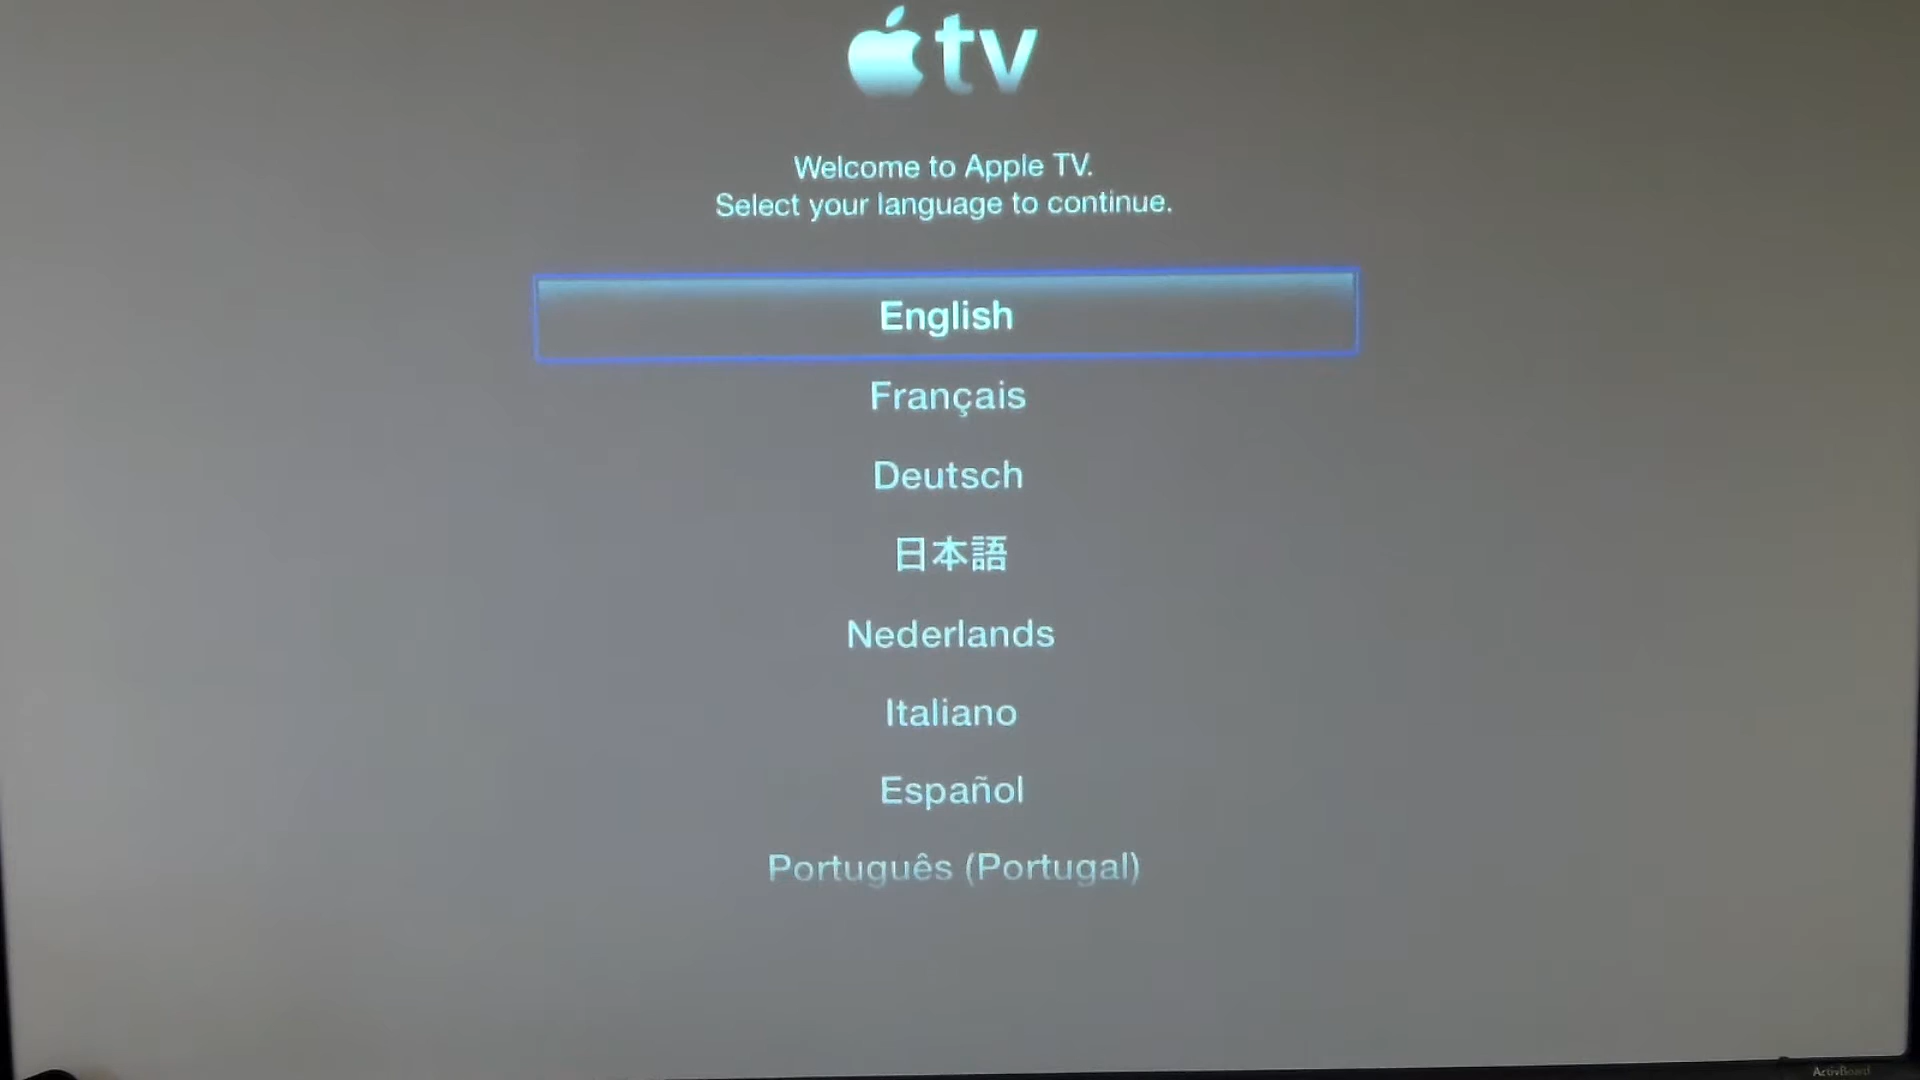 tv
Welcome to Apple TV.
Select your language to continue.
English
Français
Deutsch
日本語
Nederlands
Italiano
Español
Português (Portugal)
ActivBoard